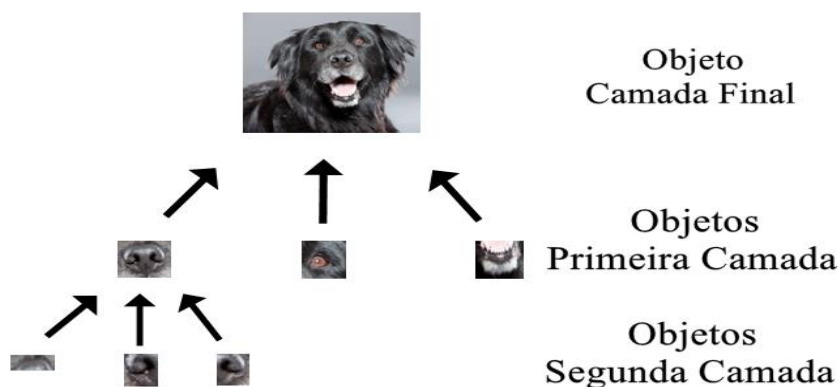 Objeto
Camada Final
Objetos
Primeira Camada
Objetos
Segunda Camada